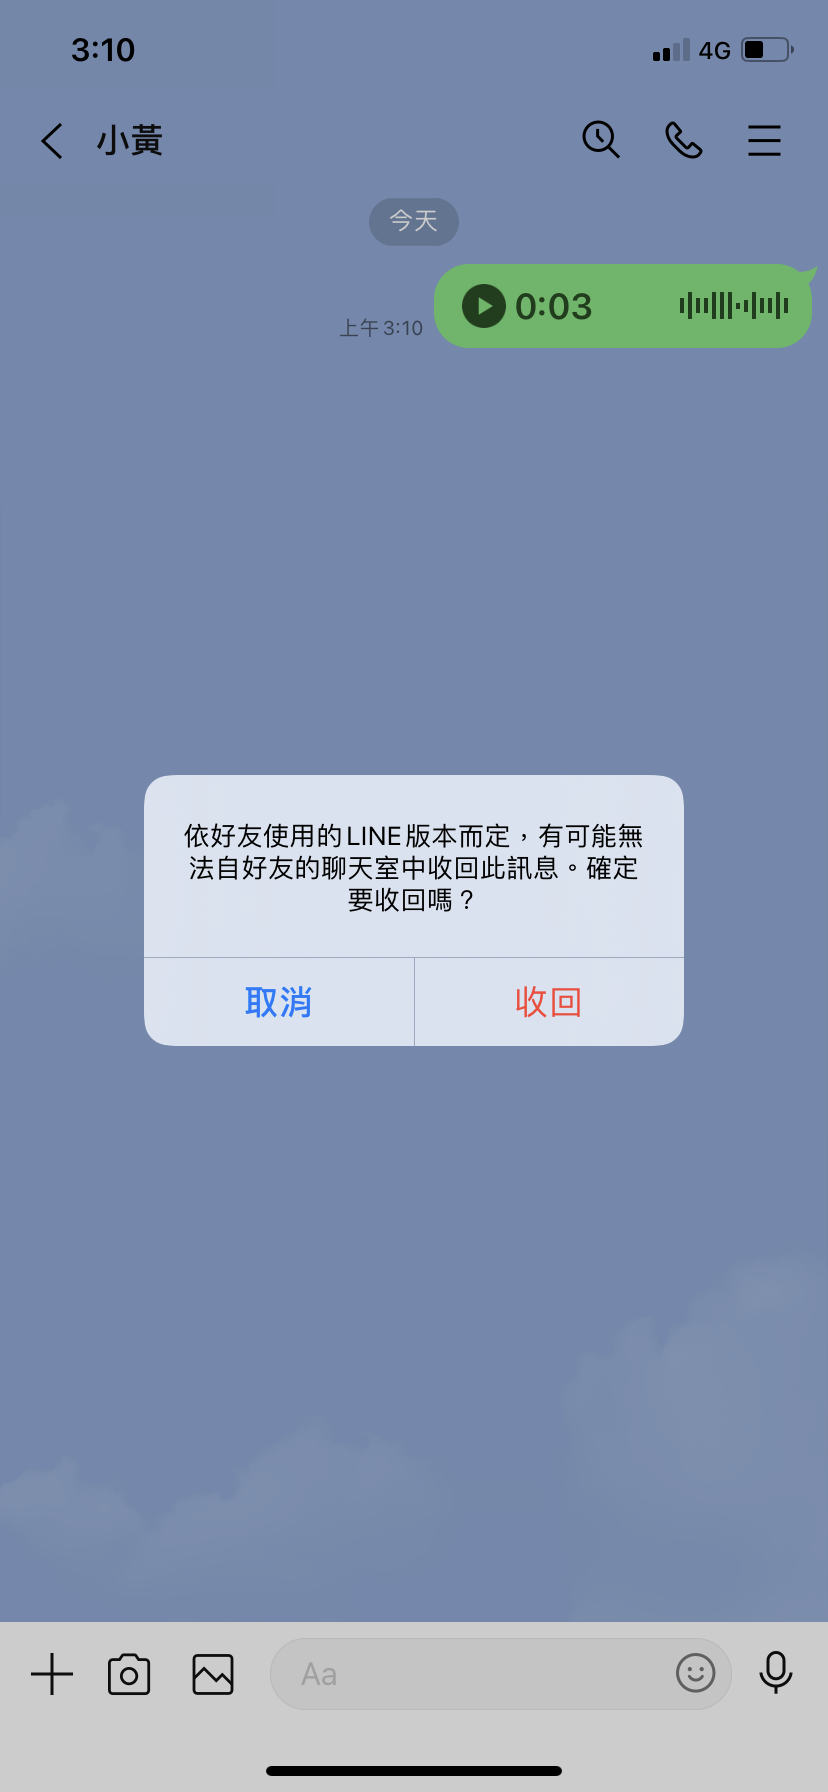 3:10
4G
小黃
今天
0:03
上午 3:10
依好友使用的LINE版本而定，有可能無
法自好友的聊天室中收回此訊息。確定
要收回嗎？
取消
收回
Aa